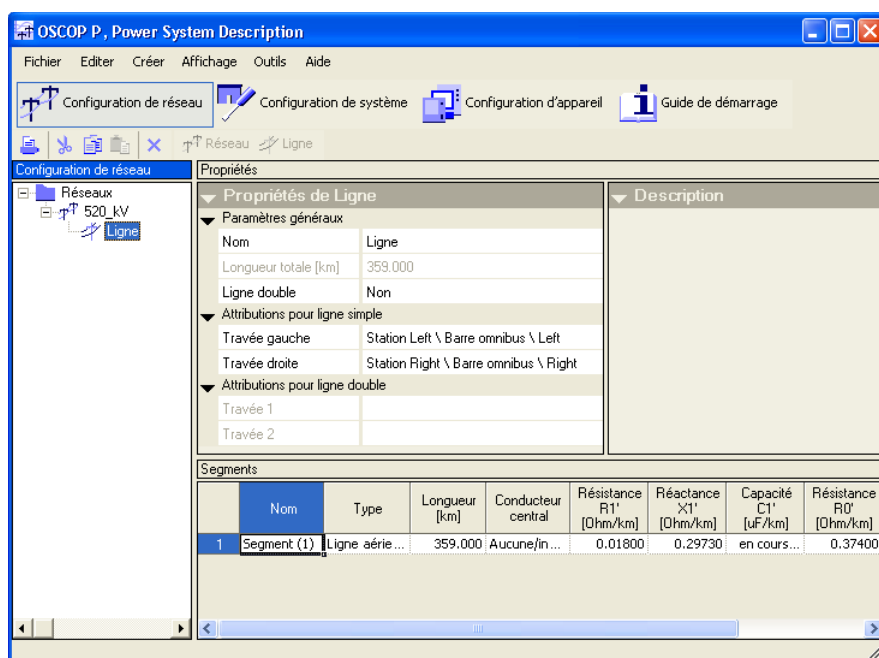 OSCOP P, Power System Description
Fichier Editer Créer Affichage Outils Aide
Configuration de réseau Configuration de système Configuration d'appareil Guide de démarrage
Réseau Ligne
Configuration de réseau
Réseaux
520_kV
Ligne
Propriétés
Propriétés de Ligne
Paramètres généraux
Nom Ligne
Longueur totale [km] 359.000
Ligne double Non
Attributions pour ligne simple
Travée gauche Station Left \ Barre omnibus \ Left
Travée droite Station Right \ Barre omnibus \ Right
Attributions pour ligne double
Travée 1
Travée 2
Description
Segments
Nom Type Longueur [km] Conducteur central Résistance R1' [Ohm/km] Réactance X1' [Ohm/km] Capacité C1' [uF/km] Résistance R0' [Ohm/km]
1 Segment (1) Ligne aérie... 359.000 Aucune/in... 0.01800 0.29730 en cours... 0.37400